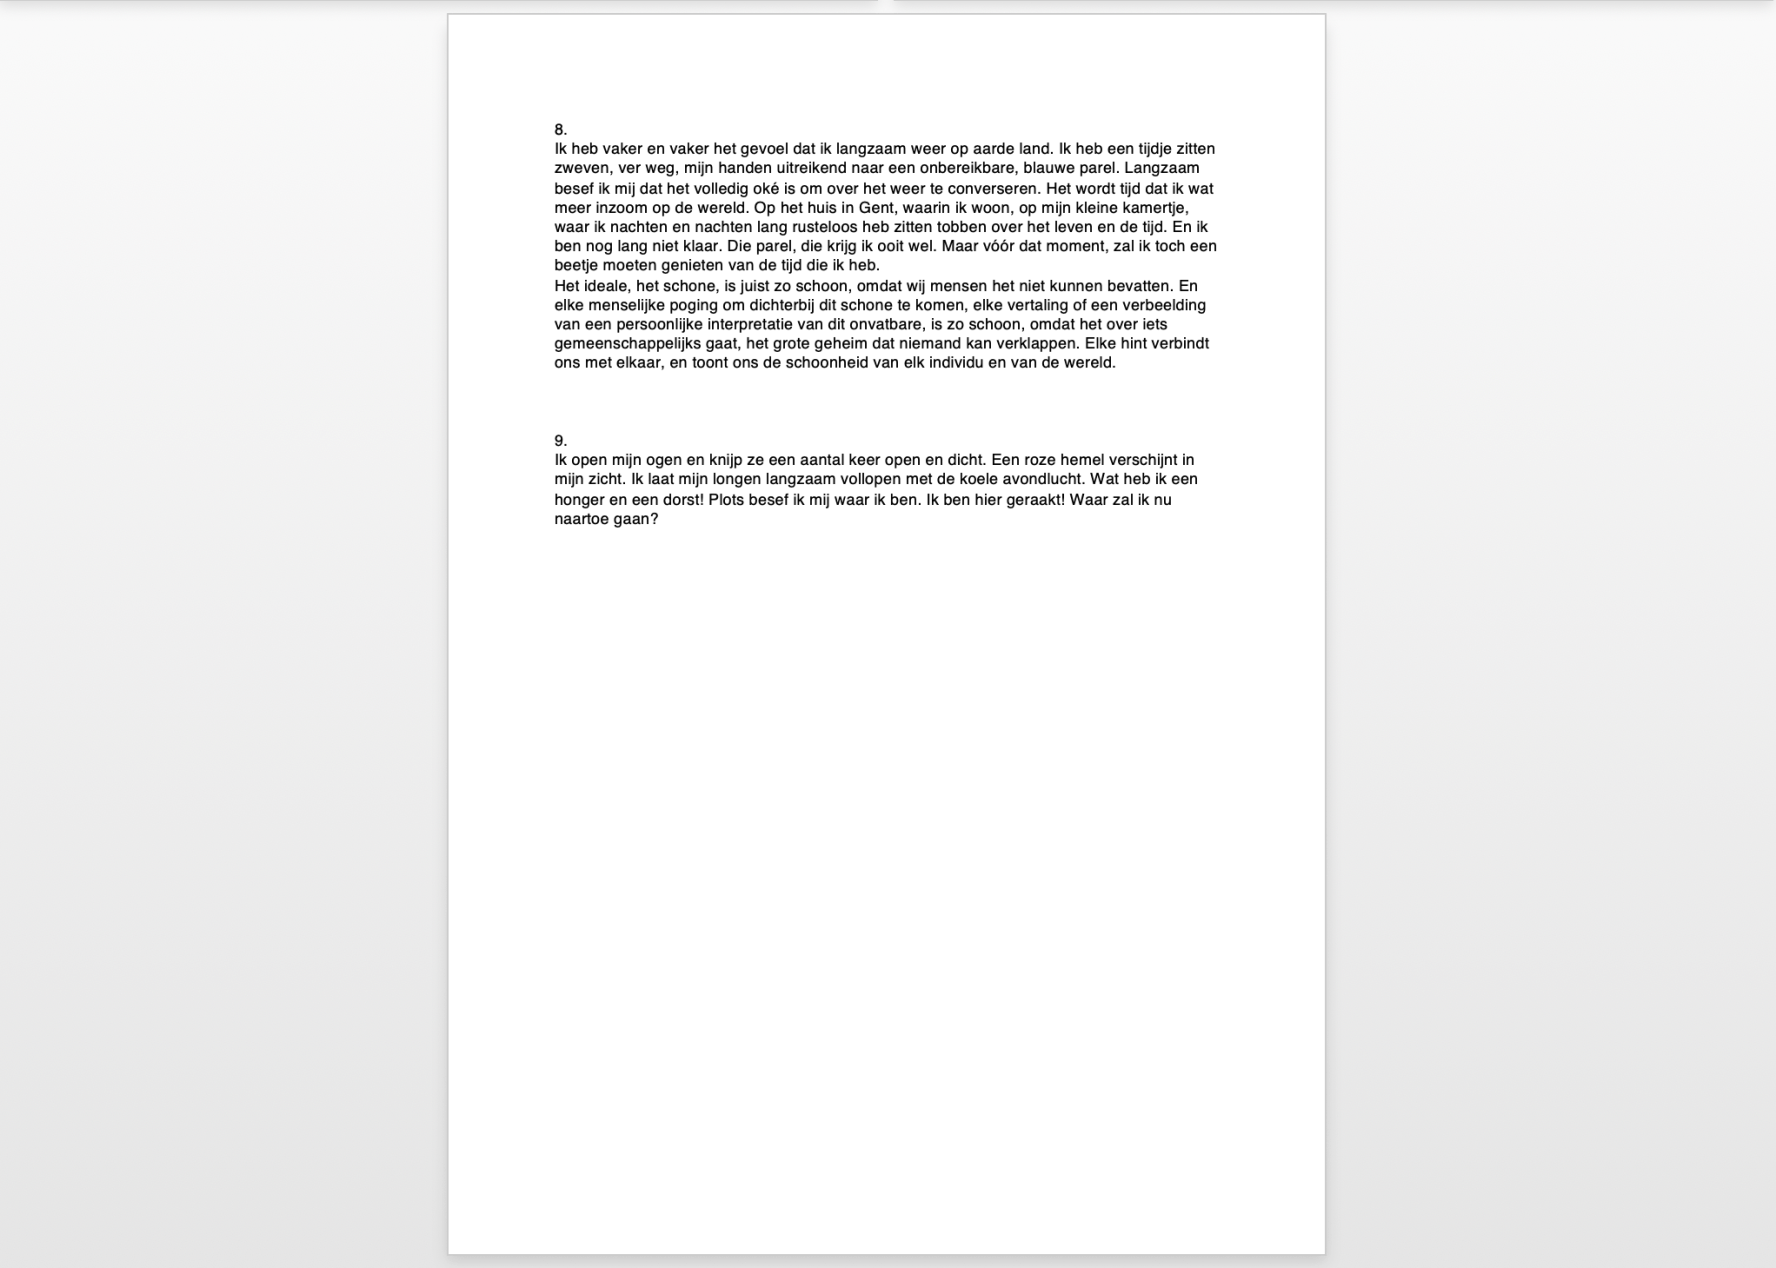 8.
Ik heb vaker en vaker het gevoel dat ik langzaam weer op aarde land. Ik heb een tijdje zitten
zweven, ver weg, mijn handen uitreikend naar een onbereikbare, blauwe parel. Langzaam
besef ik mij dat het volledig oké is om over het weer te converseren. Het wordt tijd dat ik wat
meer inzoom op de wereld. Op het huis in Gent, waarin ik woon, op mijn kleine kamertje,
waar ik nachten en nachten lang rusteloos heb zitten tobben over het leven en de tijd. En ik
ben nog lang niet klaar. Die parel, die krijg ik ooit wel. Maar vóór dat moment, zal ik toch een
beetje moeten genieten van de tijd die ik heb.
Het ideale, het schone, is juist zo schoon, omdat wij mensen het niet kunnen bevatten. En
elke menselijke poging om dichterbij dit schone te komen, elke vertaling of een verbeelding
van een persoonlijke interpretatie van dit onvatbare, is zo schoon, omdat het over iets
gemeenschappelijks gaat, het grote geheim dat niemand kan verklappen. Elke hint verbindt
ons met elkaar, en toont ons de schoonheid van elk individu en van de wereld.
9.
Ik open mijn ogen en knijp ze een aantal keer open en dicht. Een roze hemel verschijnt in
mijn zicht. Ik laat mijn longen langzaam vollopen met de koele avondlucht. Wat heb ik een
honger en een dorst! Plots besef ik mij waar ik ben. Ik ben hier geraakt! Waar zal ik nu
naartoe gaan?